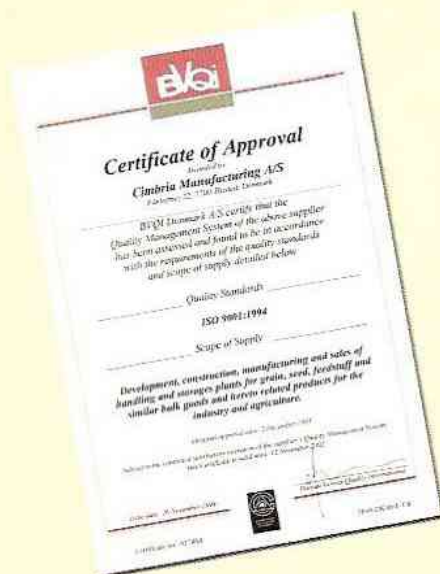 BVQi
Certificate of Approval
Awarded to
Cimbria Manufacturing A/S
BVQI Denmark A/S certify that the
Quality Management System of the above supplier
has been assessed and found to be in accordance
with the requirements of the quality standards
and scope of supply detailed below
Quality Standards
ISO 9001:1994
Scope of Supply
Development, construction, manufacturing and sales of
handling and storages plants for grain, seed, feedstuff and
similar bulk goods and hereto related products for the
industry and agriculture.